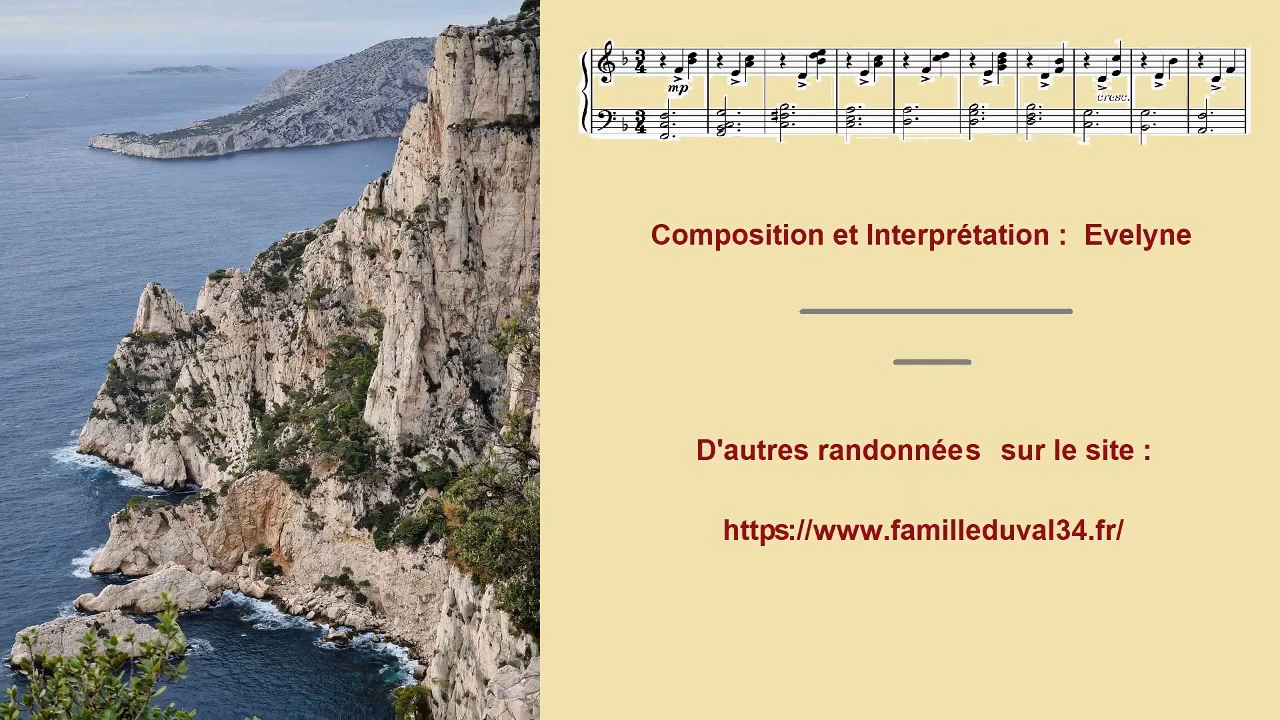 mp
cresc.
Composition et Interprétation : Evelyne
D'autres randonnées sur le site :
https://www.familleduval34.fr/